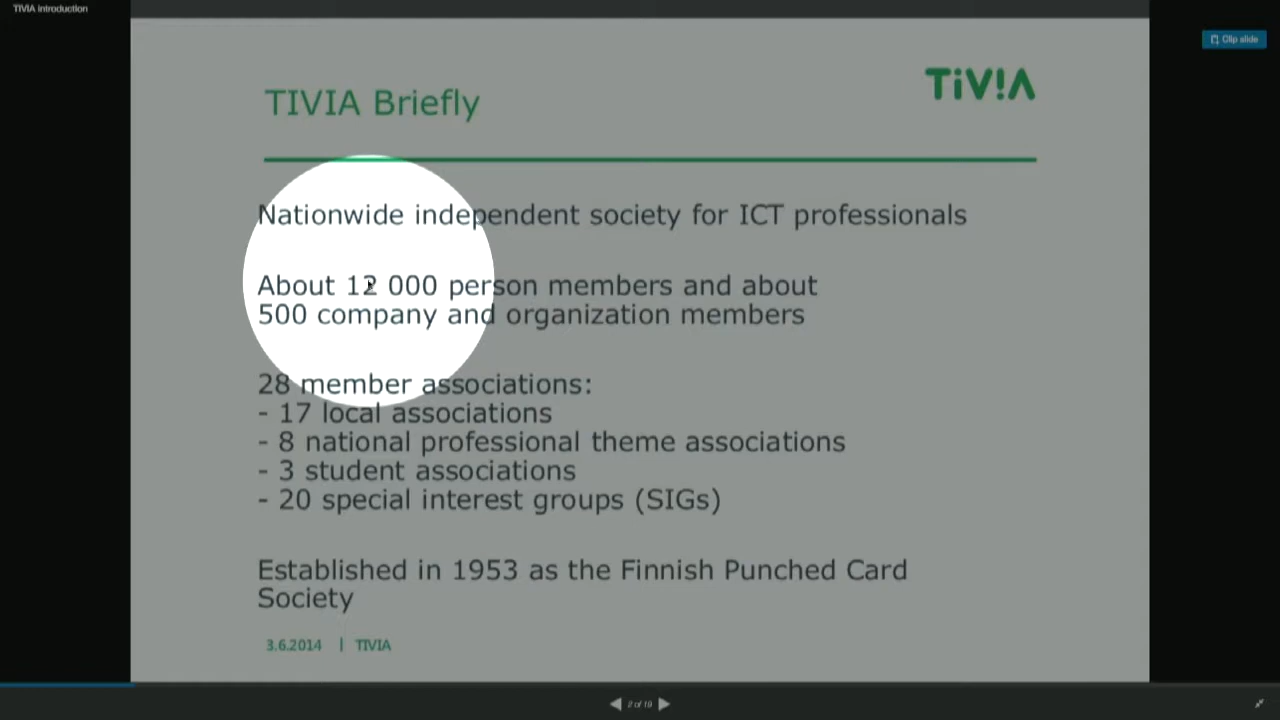 TIVIA introduction
Clip slide
TiV!A
TIVIA Briefly
Nationwide independent society for ICT professionals
About 12 000 person members and about
500 company and organization members
28 member associations:
- 17 local associations
- 8 national professional theme associations
- 3 student associations
- 20 special interest groups (SIGs)
Established in 1953 as the Finnish Punched Card
Society
3.6.2014 | TIVIA
2 of 19